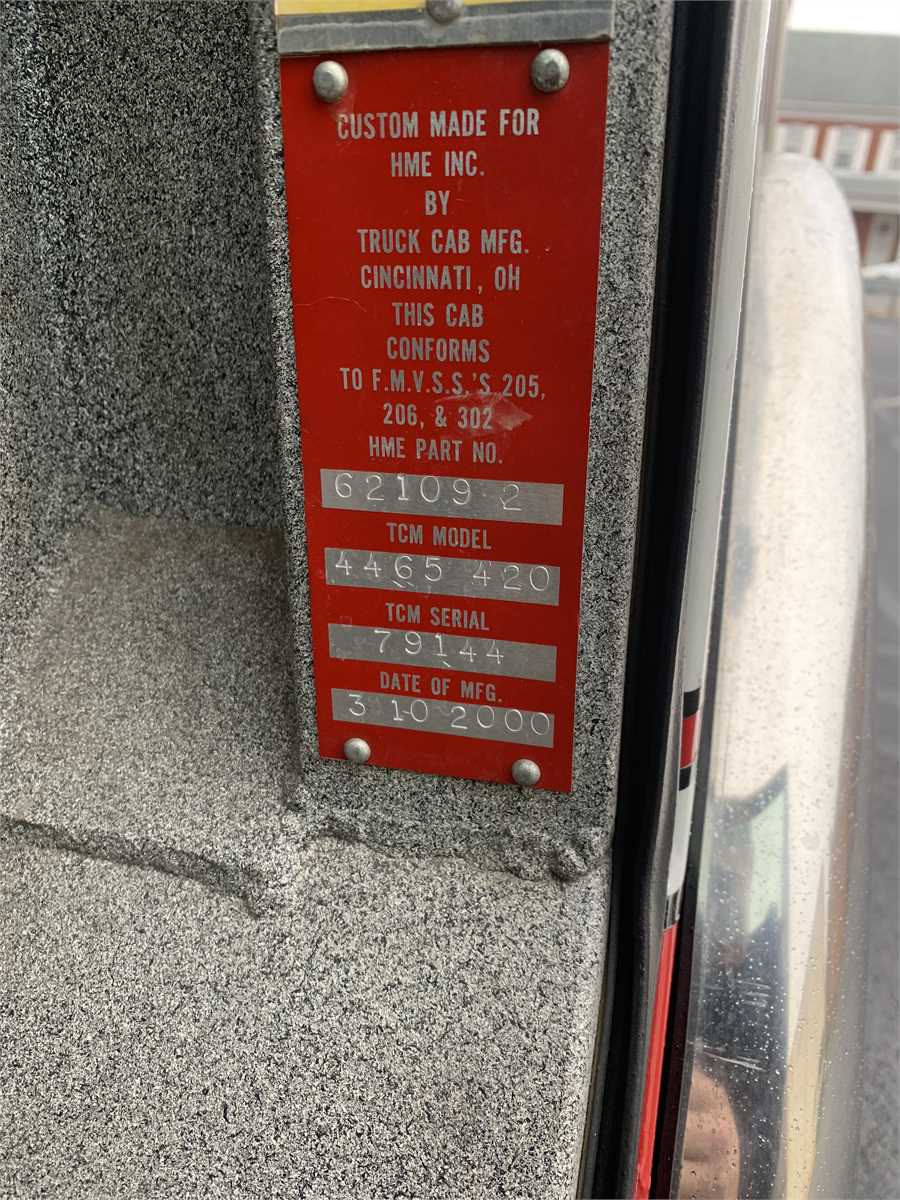 CUSTOM MADE FOR
HME INC.
BY
TRUCK CAB MFG.
CINCINNATI, OH
THIS CAB
CONFORMS
TO F.M.V.S.S.'S 205,
206, & 302
HME PART NO.
62109 2
TCM MODEL
4465 420
TCM SERIAL
79144
DATE OF MFG.
3 10 2000